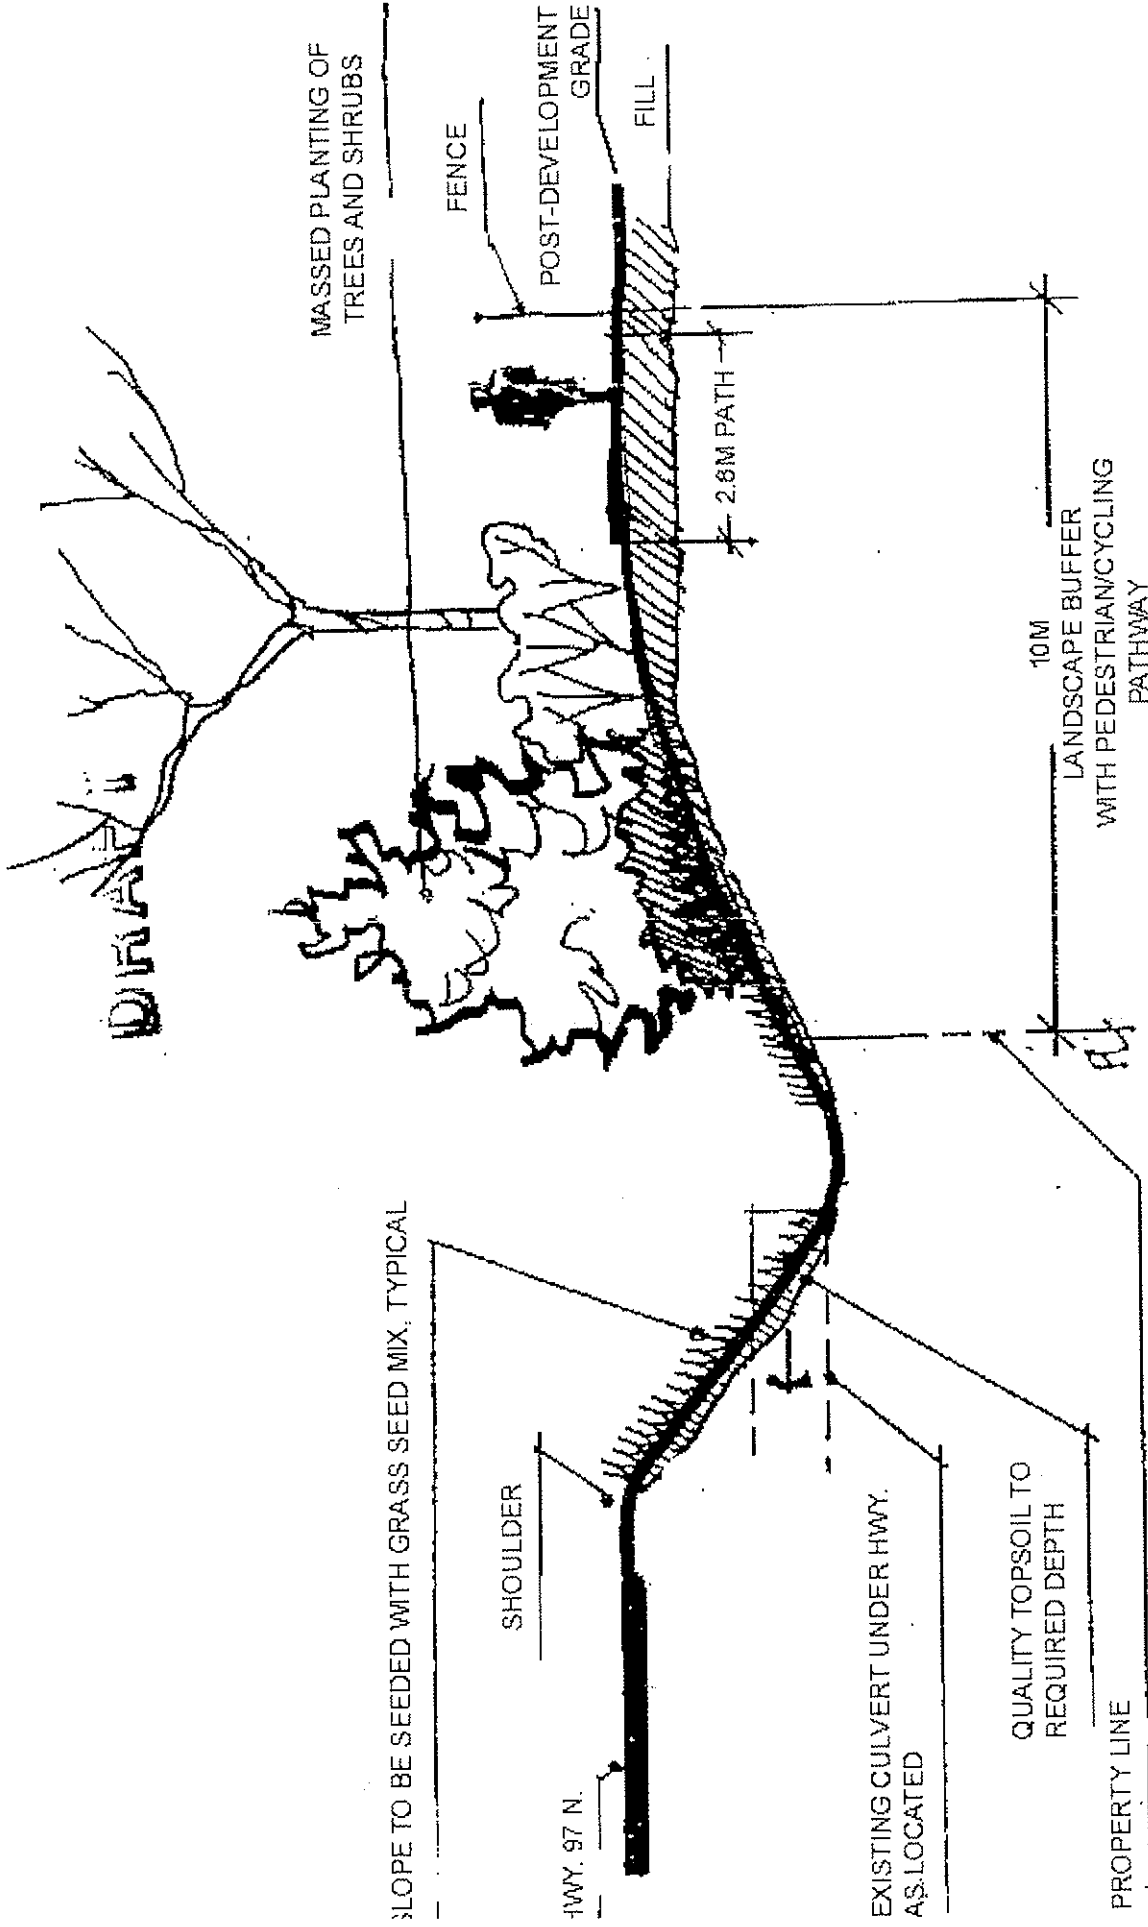 DRAFT
MASSED PLANTING OF
TREES AND SHRUBS
FENCE
POST-DEVELOPMENT
GRADE
FILL
2.8M PATH
10M
LANDSCAPE BUFFER
WITH PEDESTRIAN/CYCLING
PATHWAY
SLOPE TO BE SEEDED WITH GRASS SEED MIX, TYPICAL
SHOULDER
HWY. 97 N.
EXISTING CULVERT UNDER HWY.
AS LOCATED
QUALITY TOPSOIL TO
REQUIRED DEPTH
PROPERTY LINE